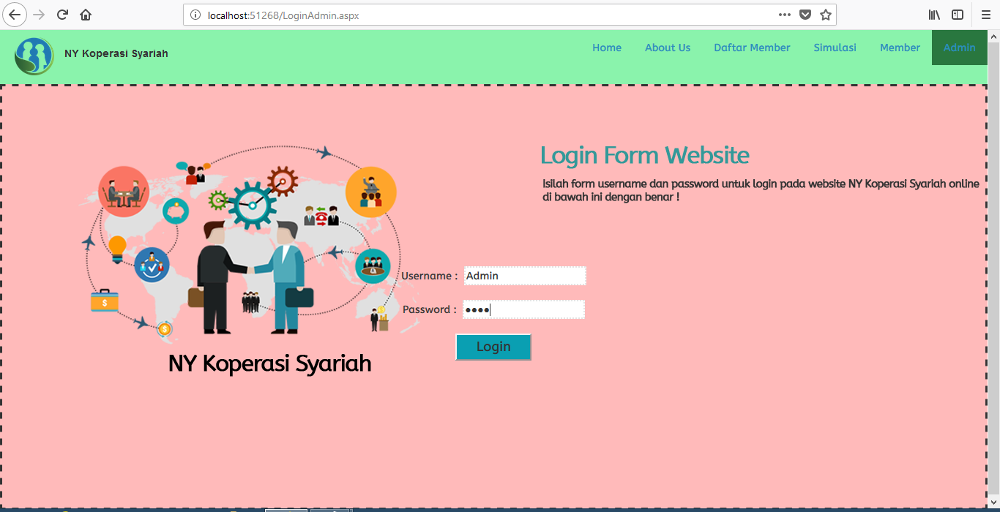 localhost:51268/LoginAdmin.aspx
NY Koperasi Syariah
Home About Us Daftar Member Simulasi Member Admin
Login Form Website
Isilah form username dan password untuk login pada website NY Koperasi Syariah online
di bawah ini dengan benar !
Username : Admin
Password : ••••
Login
NY Koperasi Syariah